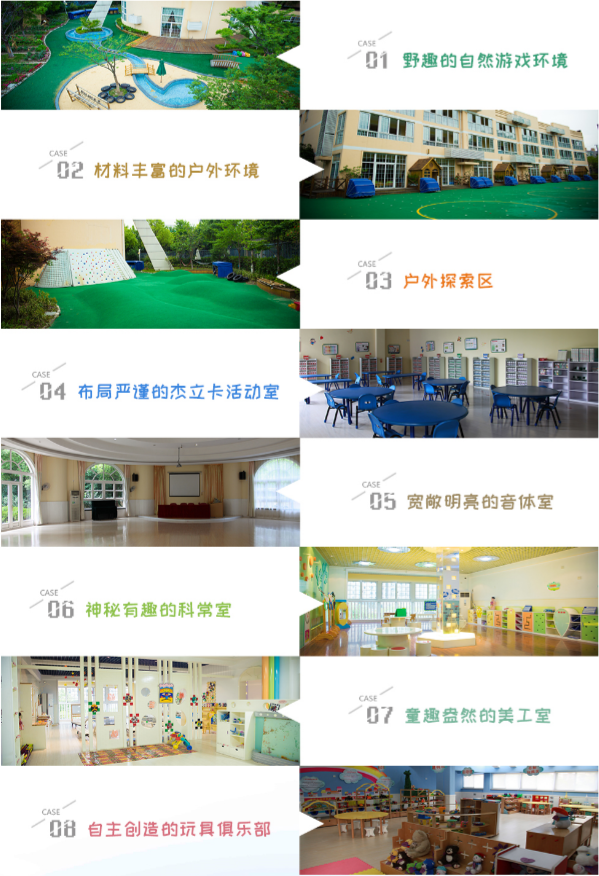 CASE
01 野趣的自然游戏环境
CASE
02 材料丰富的户外环境
CASE
03 户外探索区
CASE
04 布局严谨的杰立卡活动室
CASE
05 宽敞明亮的音体室
CASE
06 神秘有趣的科常室
CASE
07 童趣盎然的美工室
CASE
08 自主创造的玩具俱乐部